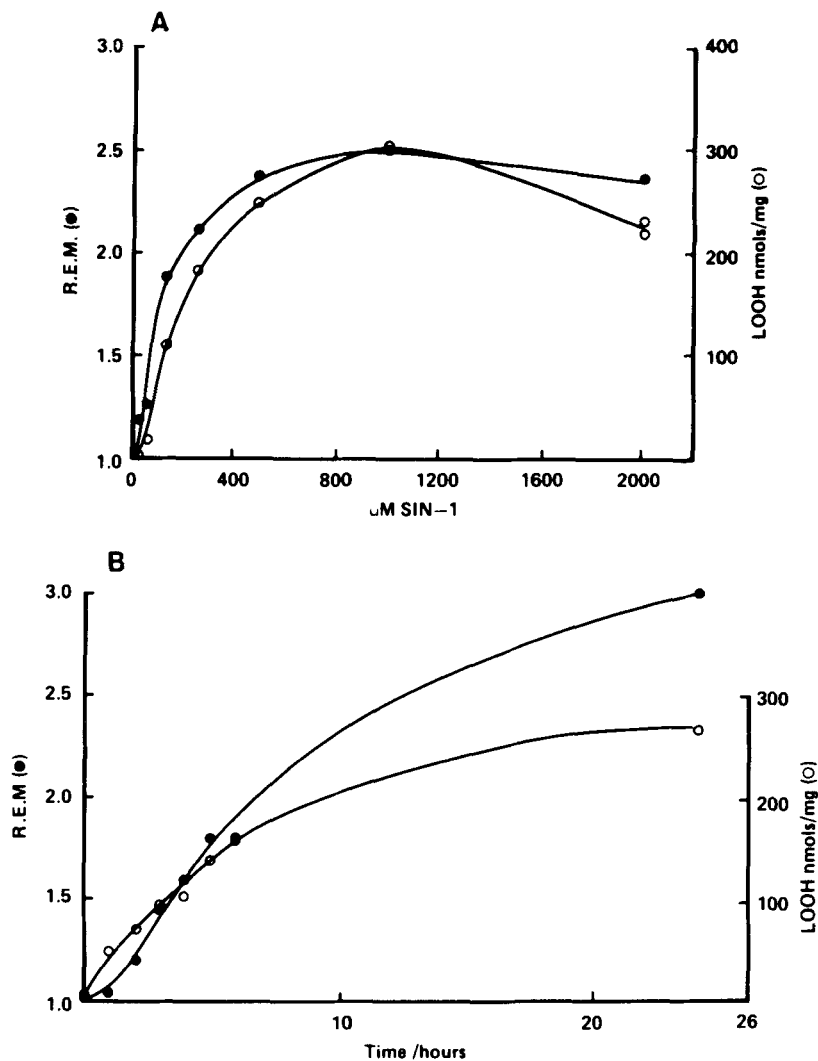 A
3.0
2.5
2.0
1.5
1.0
R.E.M. (●)
400
300
200
100
LOOH nmols/mg (○)
0 400 800 1200 1600 2000
uM SIN-1
B
3.0
2.5
2.0
1.5
1.0
R.E.M (●)
300
200
100
LOOH nmols/mg (○)
10 20 26
Time /hours